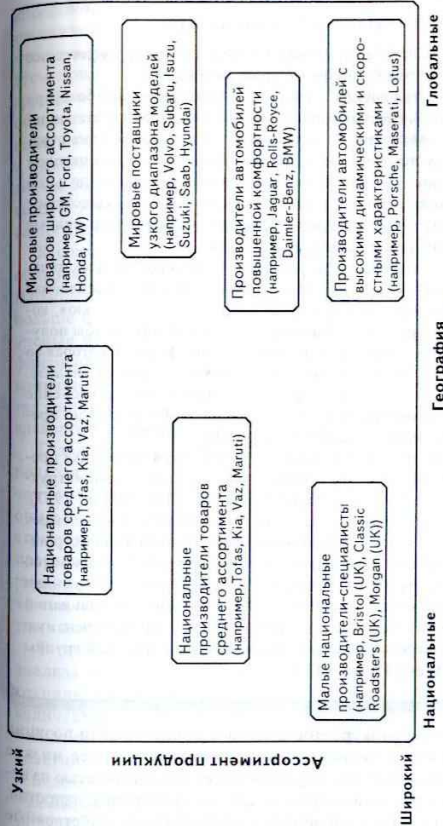 Узкий
Ассортимент продукции
Широкий
Национальные производители
товаров среднего ассортимента
(например,Tofas, Kia, Vaz, Maruti)
Мировые производители
товаров широкого ассортимента
(например, GM, Ford, Toyota, Nissan,
Honda, VW)
Мировые поставщики
узкого диапазона моделей
(например, Volvo, Subaru, Isuzu,
Suzuki, Saab, Hyundai)
Национальные
производители товаров
среднего ассортимента
(например,Tofas, Kia, Vaz, Maruti)
Производители автомобилей
повышенной комфортности
(например, Jaguar, Rolls-Royce,
Daimler-Benz, BMW)
Малые национальные
производители-специалисты
(например, Bristol (UK), Classic
Roadsters (UK), Morgan (UK))
Производители автомобилей с
высокими динамическими и скоро-
стными характеристиками
(например, Porsche, Maserati, Lotus)
Национальные
География
Глобальные